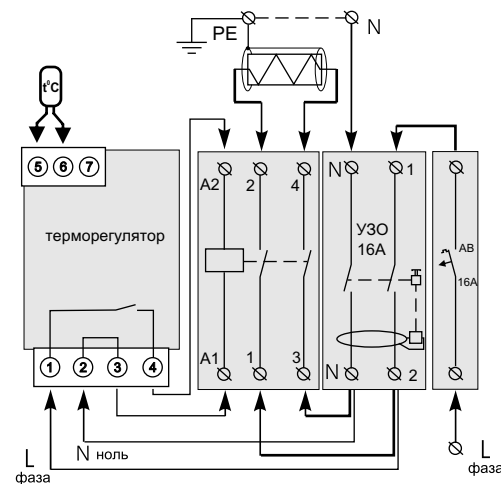 PE N
t°C
5 6 7
A2 2 4 N 1
терморегулятор
УЗО
16А
АВ
16А
1 2 3 4
A1 1 3 N 2
L
фаза
N ноль
L
фаза